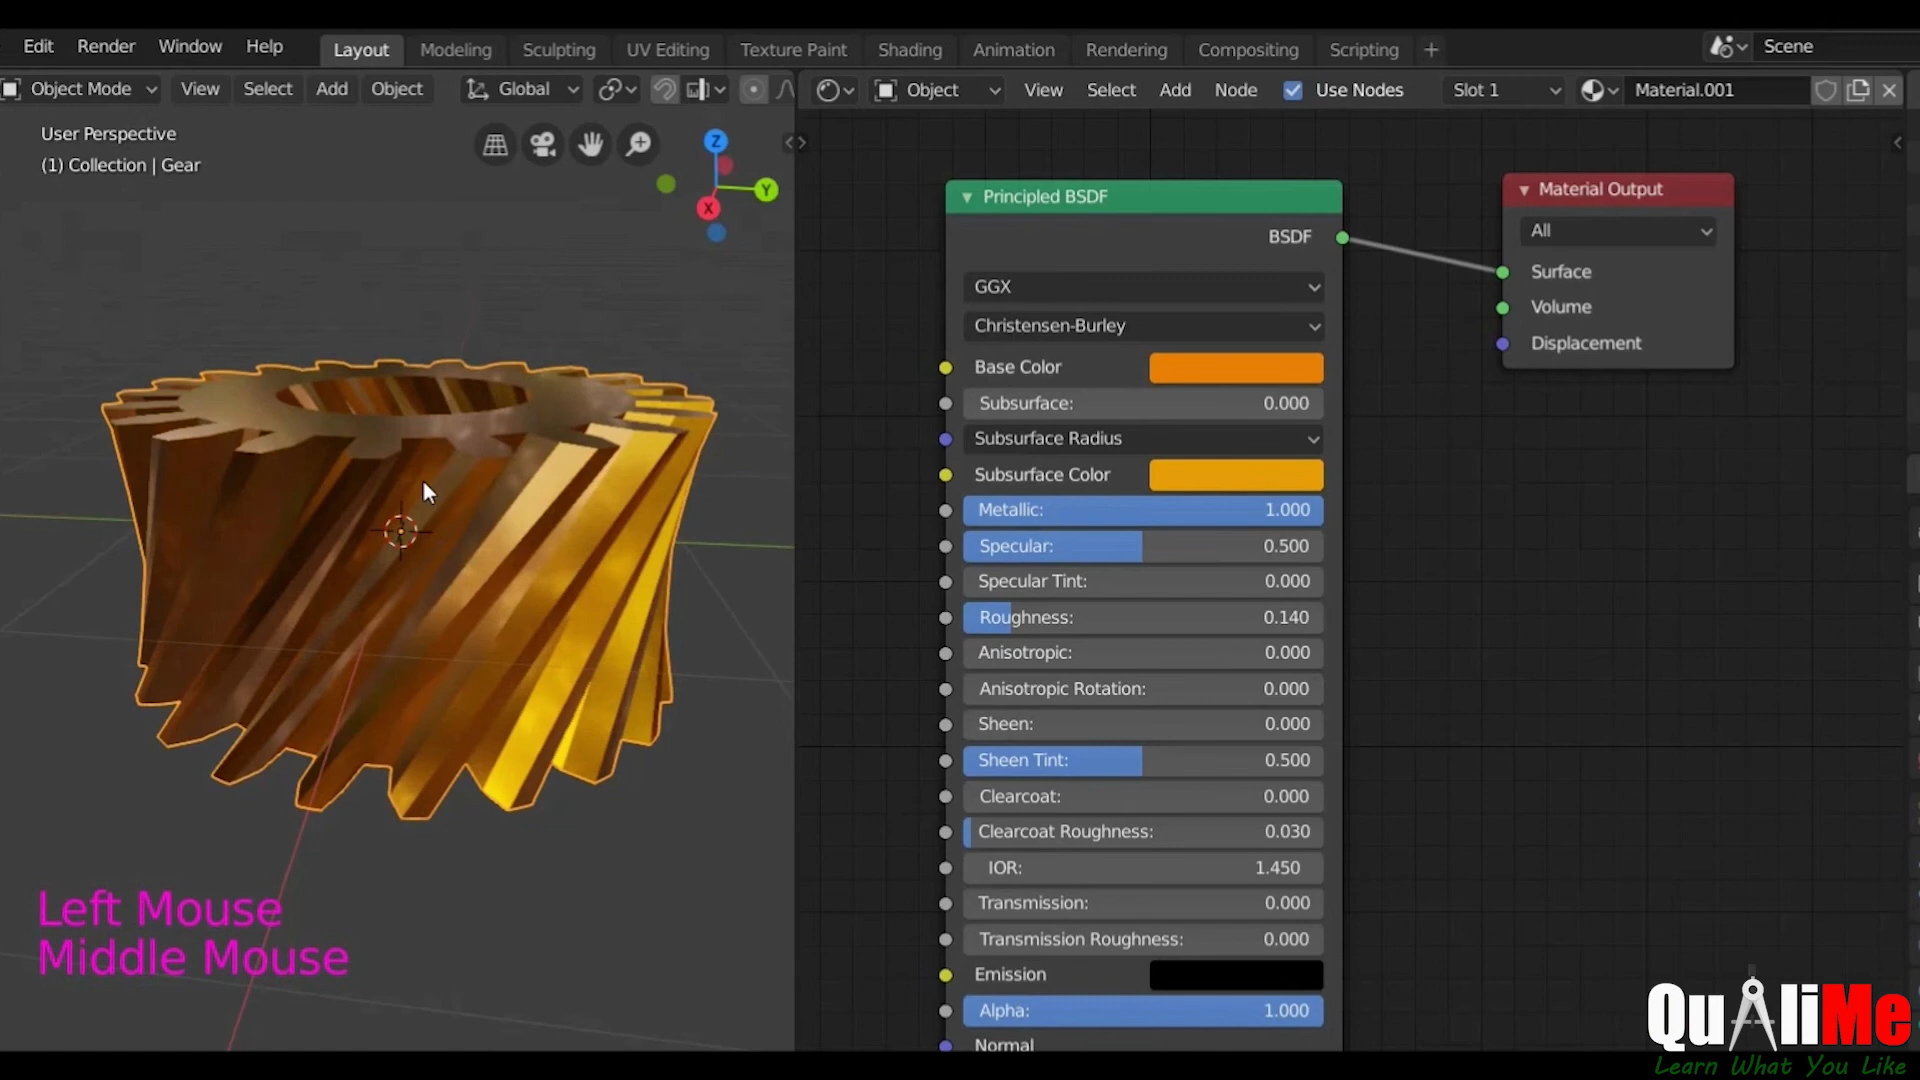 Edit Render Window Help Layout Modeling Sculpting UV Editing Texture Paint Shading Animation Rendering Compositing Scripting + Scene
Object Mode View Select Add Object Global Object View Select Add Node Use Nodes Slot 1 Material.001
User Perspective
(1) Collection | Gear
Z
Y
X
Principled BSDF
BSDF
GGX
Christensen-Burley
Base Color
Subsurface: 0.000
Subsurface Radius
Subsurface Color
Metallic: 1.000
Specular: 0.500
Specular Tint: 0.000
Roughness: 0.140
Anisotropic: 0.000
Anisotropic Rotation: 0.000
Sheen: 0.000
Sheen Tint: 0.500
Clearcoat: 0.000
Clearcoat Roughness: 0.030
IOR: 1.450
Transmission: 0.000
Transmission Roughness: 0.000
Emission
Alpha: 1.000
Normal
Material Output
All
Surface
Volume
Displacement
Left Mouse
Middle Mouse
QuAliMe
Learn What You Like